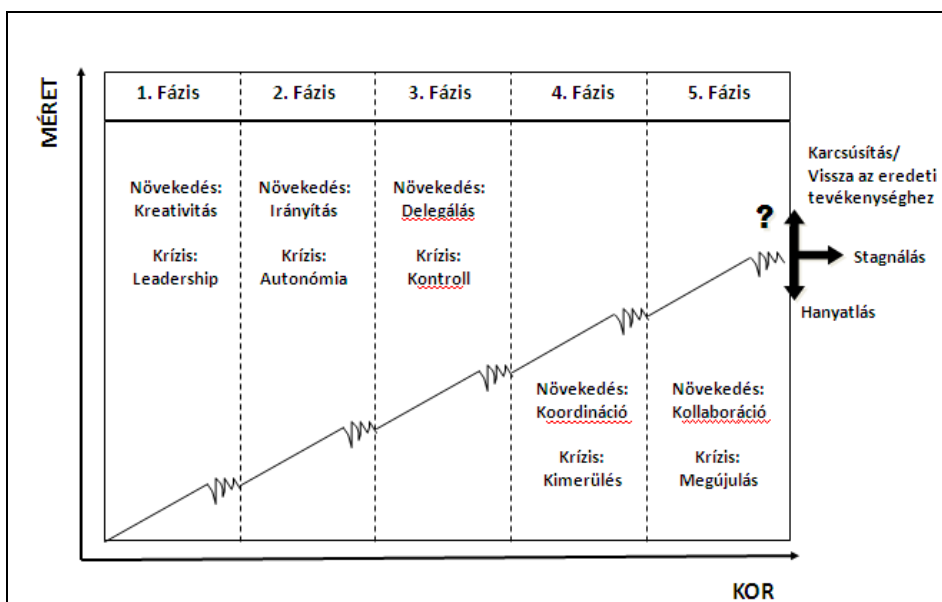 MÉRET
1. Fázis
2. Fázis
3. Fázis
4. Fázis
5. Fázis
Növekedés:
Kreativitás
Krízis:
Leadership
Növekedés:
Irányítás
Krízis:
Autonómia
Növekedés:
Delegálás
Krízis:
Kontroll
Növekedés:
Koordináció
Krízis:
Kimerülés
Növekedés:
Kollaboráció
Krízis:
Megújulás
?
Karcsúsítás/
Vissza az eredeti
tevékenységhez
Stagnálás
Hanyatlás
KOR